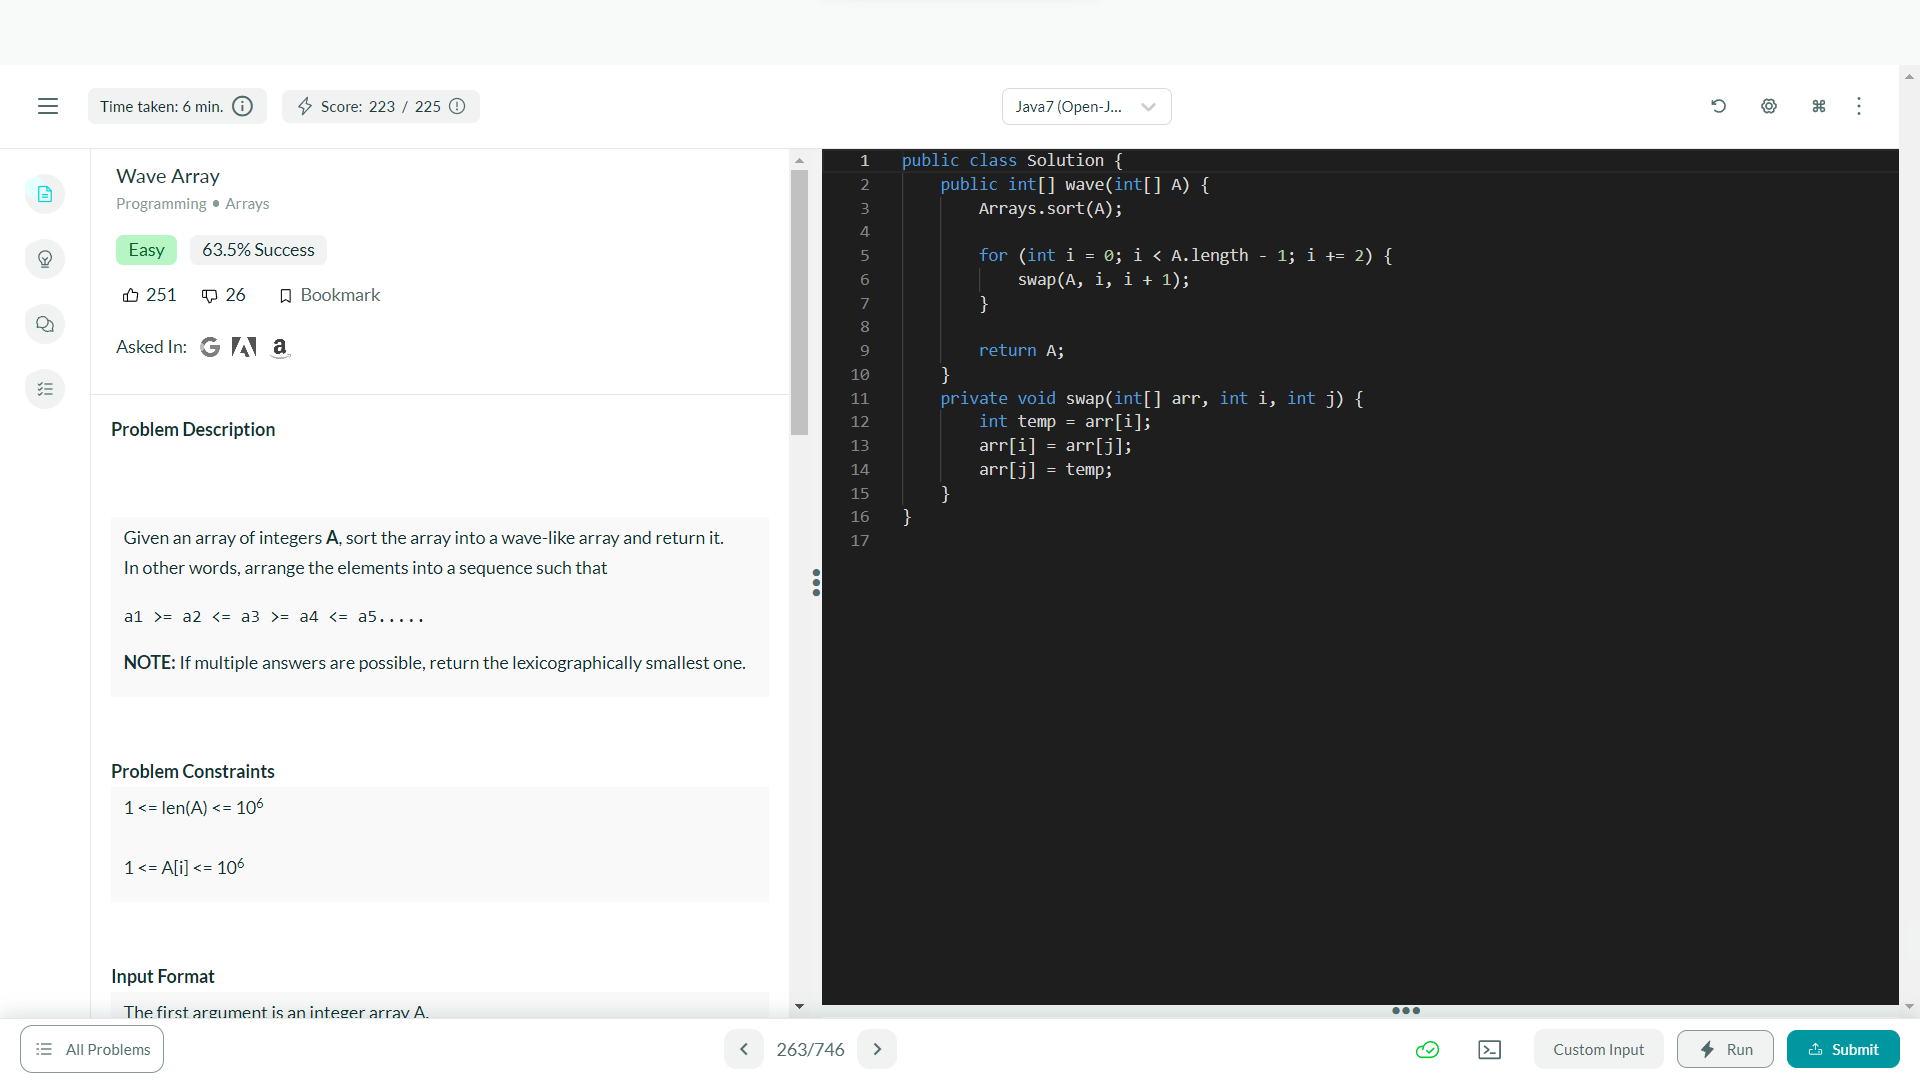 Time taken: 6 min.
Score: 223 / 225
Java7 (Open-J...
Wave Array
Programming • Arrays
Easy
63.5% Success
251
26
Bookmark
Asked In:
Problem Description
Given an array of integers A, sort the array into a wave-like array and return it.
In other words, arrange the elements into a sequence such that
a1 >= a2 <= a3 >= a4 <= a5.....
NOTE: If multiple answers are possible, return the lexicographically smallest one.
Problem Constraints
1 <= len(A) <= 10⁶
1 <= A[i] <= 10⁶
Input Format
The first argument is an integer array A.
1 public class Solution {
2 public int[] wave(int[] A) {
3 Arrays.sort(A);
4
5 for (int i = 0; i < A.length - 1; i += 2) {
6 swap(A, i, i + 1);
7 }
8
9 return A;
10 }
11 private void swap(int[] arr, int i, int j) {
12 int temp = arr[i];
13 arr[i] = arr[j];
14 arr[j] = temp;
15 }
16 }
17
All Problems
263/746
Custom Input
Run
Submit